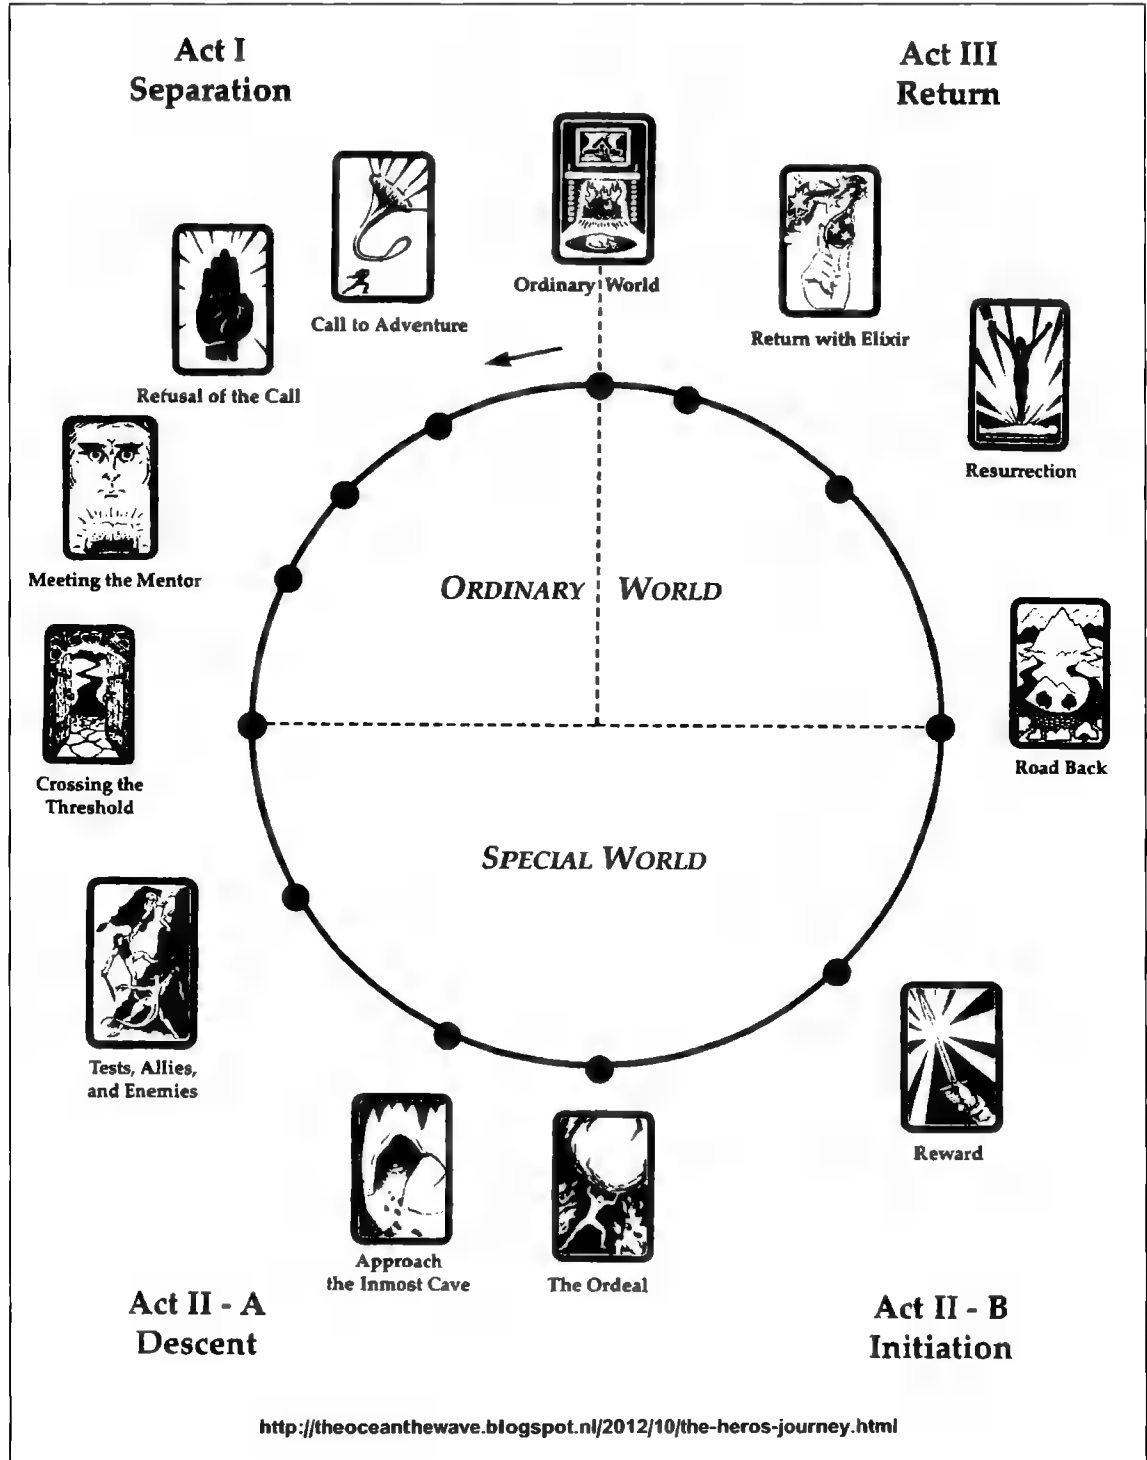 Act I
Separation
Act III
Return
Ordinary World
Call to Adventure
Refusal of the Call
Meeting the Mentor
Crossing the
Threshold
Tests, Allies,
and Enemies
Approach
the Inmost Cave
The Ordeal
Reward
Road Back
Resurrection
Return with Elixir
ORDINARY WORLD
SPECIAL WORLD
Act II - A
Descent
Act II - B
Initiation
http://theoceanthewave.blogspot.nl/2012/10/the-heros-journey.html